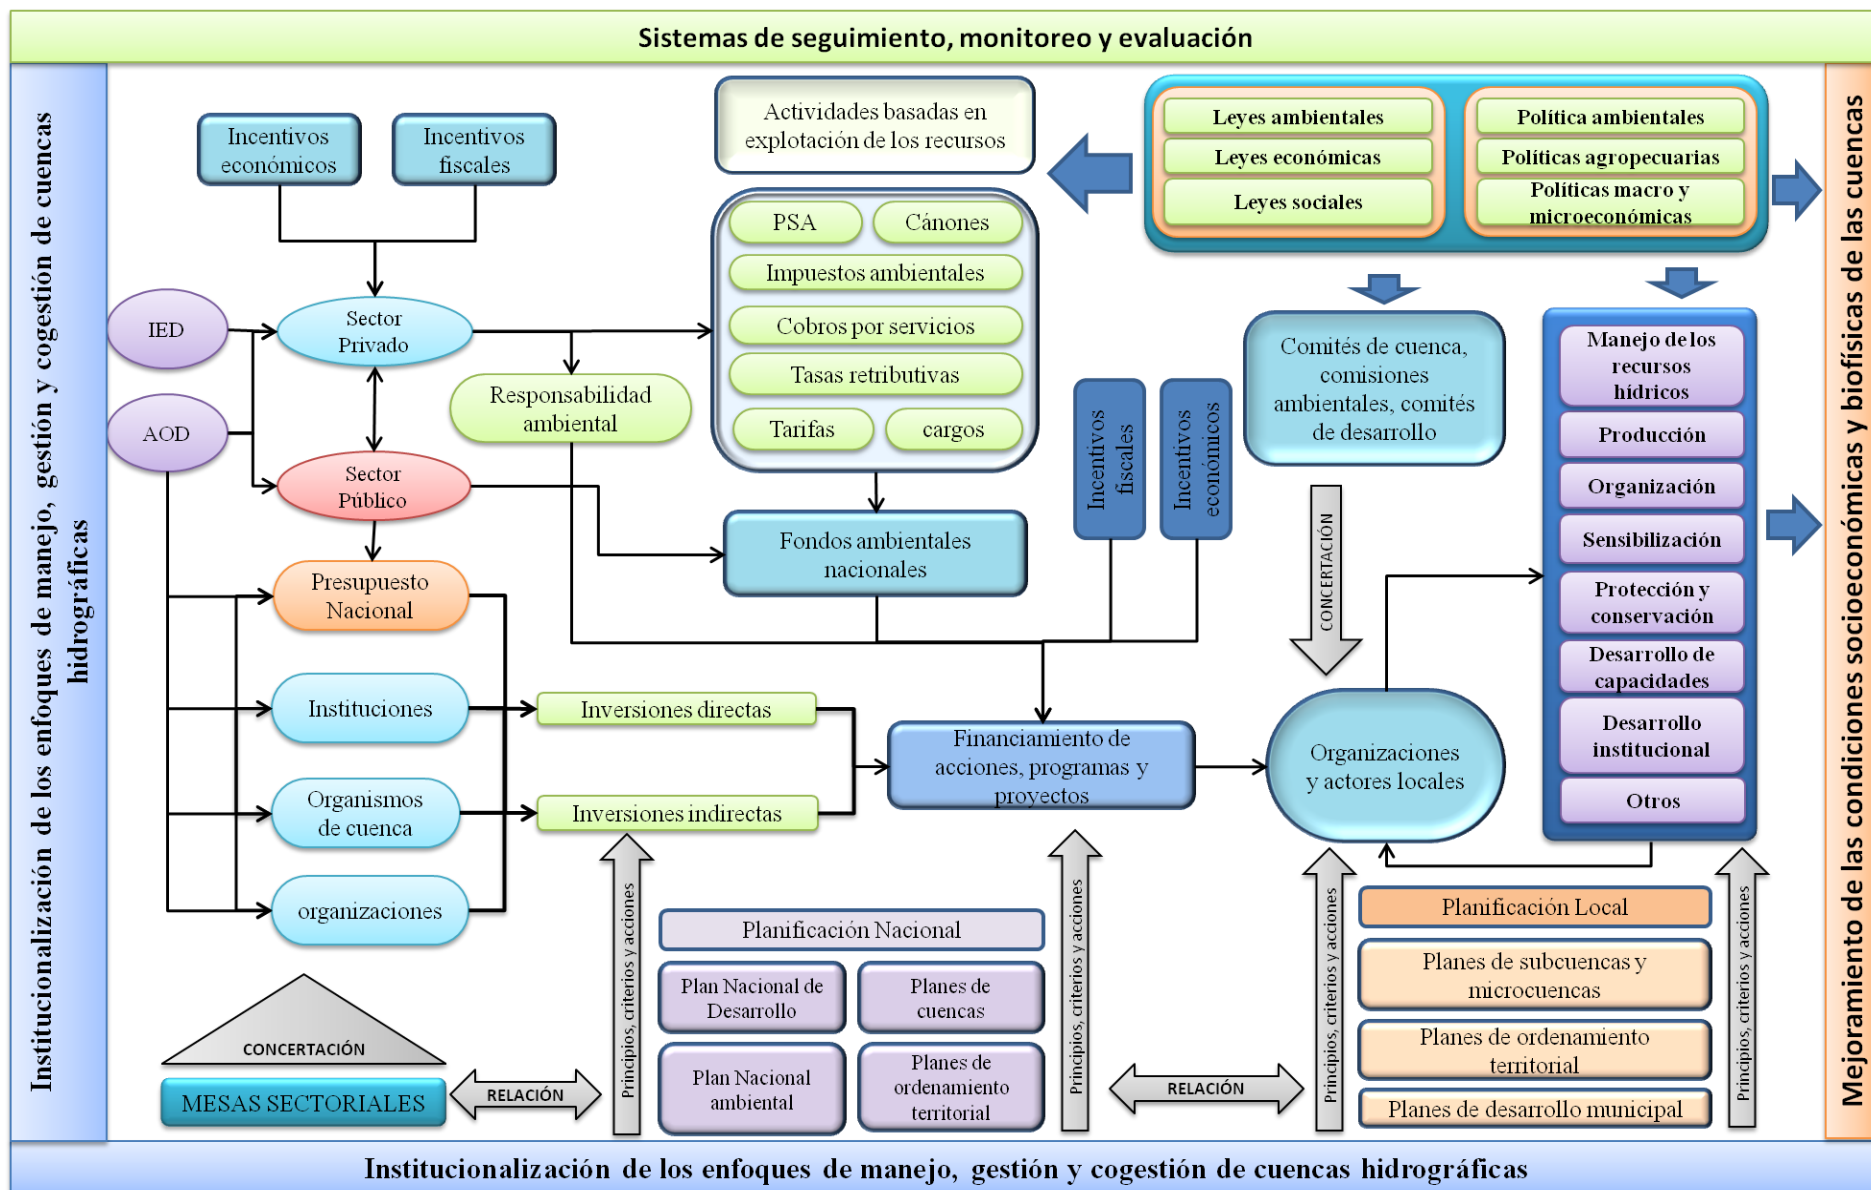 Sistemas de seguimiento, monitoreo y evaluación
Institucionalización de los enfoques de manejo, gestión y cogestión de cuencas
hidrográficas
Incentivos
económicos
Incentivos
fiscales
IED
AOD
Sector
Privado
Sector
Público
Responsabilidad
ambiental
Presupuesto
Nacional
Instituciones
Organismos
de cuenca
organizaciones
CONCERTACIÓN
MESAS SECTORIALES
RELACIÓN
Inversiones directas
Inversiones indirectas
Actividades basadas en
explotación de los recursos
PSA
Cánones
Impuestos ambientales
Cobros por servicios
Tasas retributivas
Tarifas
cargos
Fondos ambientales
nacionales
Incentivos
fiscales
Incentivos
económicos
Financiamiento de
acciones, programas y
proyectos
Principios, criterios y acciones
Planificación Nacional
Plan Nacional de
Desarrollo
Planes de
cuencas
Plan Nacional
ambiental
Planes de
ordenamiento
territorial
Principios, criterios y acciones
RELACIÓN
Leyes ambientales
Leyes económicas
Leyes sociales
Política ambientales
Políticas agropecuarias
Políticas macro y
microeconómicas
Comités de cuenca,
comisiones
ambientales, comités
de desarrollo
CONCERTACIÓN
Organizaciones
y actores locales
Manejo de los
recursos
hídricos
Producción
Organización
Sensibilización
Protección y
conservación
Desarrollo de
capacidades
Desarrollo
institucional
Otros
Principios, criterios y acciones
Planificación Local
Planes de subcuencas y
microcuencas
Planes de ordenamiento
territorial
Planes de desarrollo municipal
Principios, criterios y acciones
Mejoramiento de las condiciones socioeconómicas y biofísicas de las cuencas
Institucionalización de los enfoques de manejo, gestión y cogestión de cuencas hidrográficas